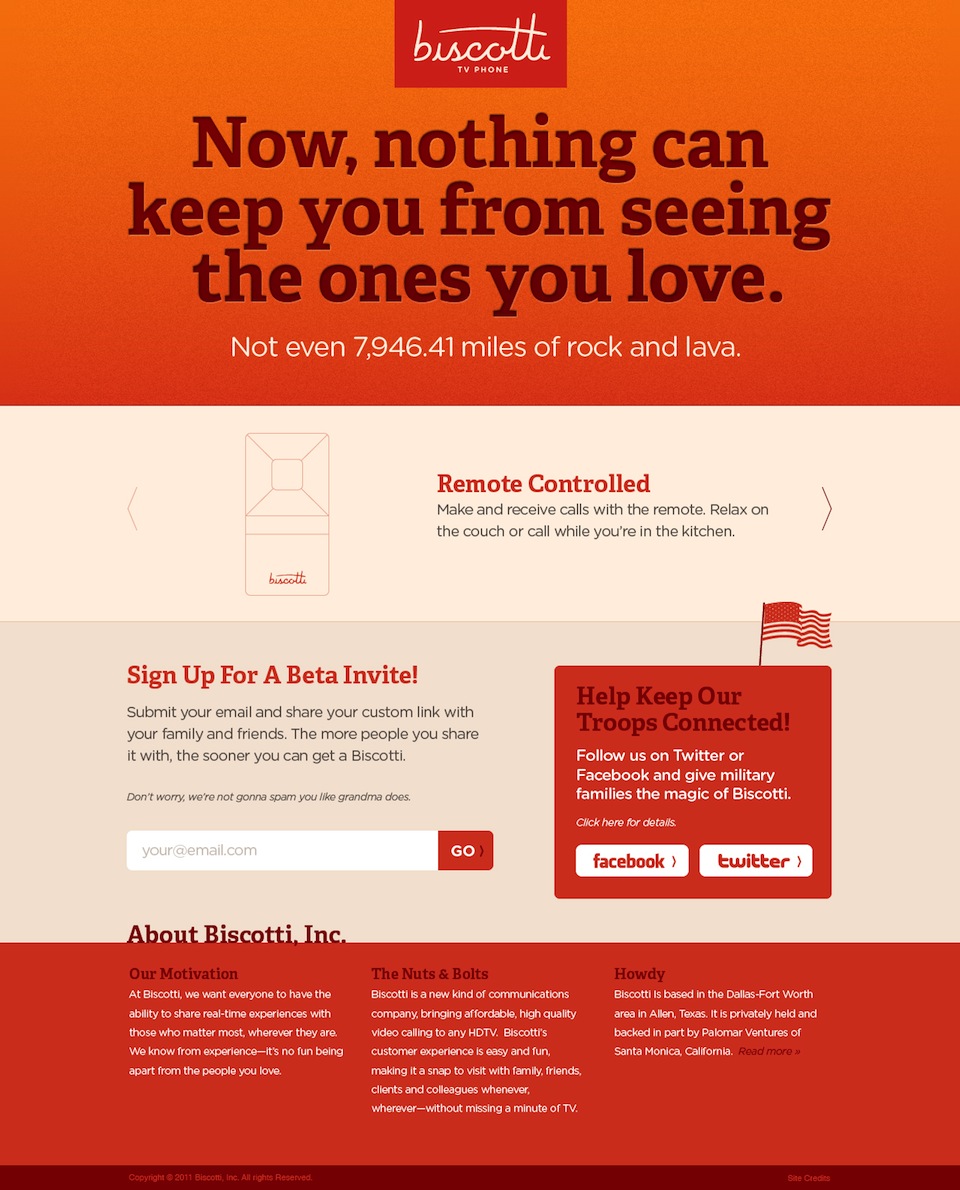 biscotti
TV PHONE
Now, nothing can
keep you from seeing
the ones you love.
Not even 7,946.41 miles of rock and lava.
Remote Controlled
Make and receive calls with the remote. Relax on
the couch or call while you're in the kitchen.
biscotti
Sign Up For A Beta Invite!
Submit your email and share your custom link with
your family and friends. The more people you share
it with, the sooner you can get a Biscotti.
Don't worry, we're not gonna spam you like grandma does.
your@email.com
GO 〉
Help Keep Our
Troops Connected!
Follow us on Twitter or
Facebook and give military
families the magic of Biscotti.
Click here for details.
facebook 〉
twitter 〉
About Biscotti, Inc.
Our Motivation
At Biscotti, we want everyone to have the
ability to share real-time experiences with
those who matter most, wherever they are.
We know from experience—it's no fun being
apart from the people you love.
The Nuts & Bolts
Biscotti is a new kind of communications
company, bringing affordable, high quality
video calling to any HDTV.  Biscotti's
customer experience is easy and fun,
making it a snap to visit with family, friends,
clients and colleagues whenever,
wherever—without missing a minute of TV.
Howdy
Biscotti is based in the Dallas-Fort Worth
area in Allen, Texas. It is privately held and
backed in part by Palomar Ventures of
Santa Monica, California.  Read more »
Copyright © 2011 Biscotti, Inc. All rights Reserved.
Site Credits